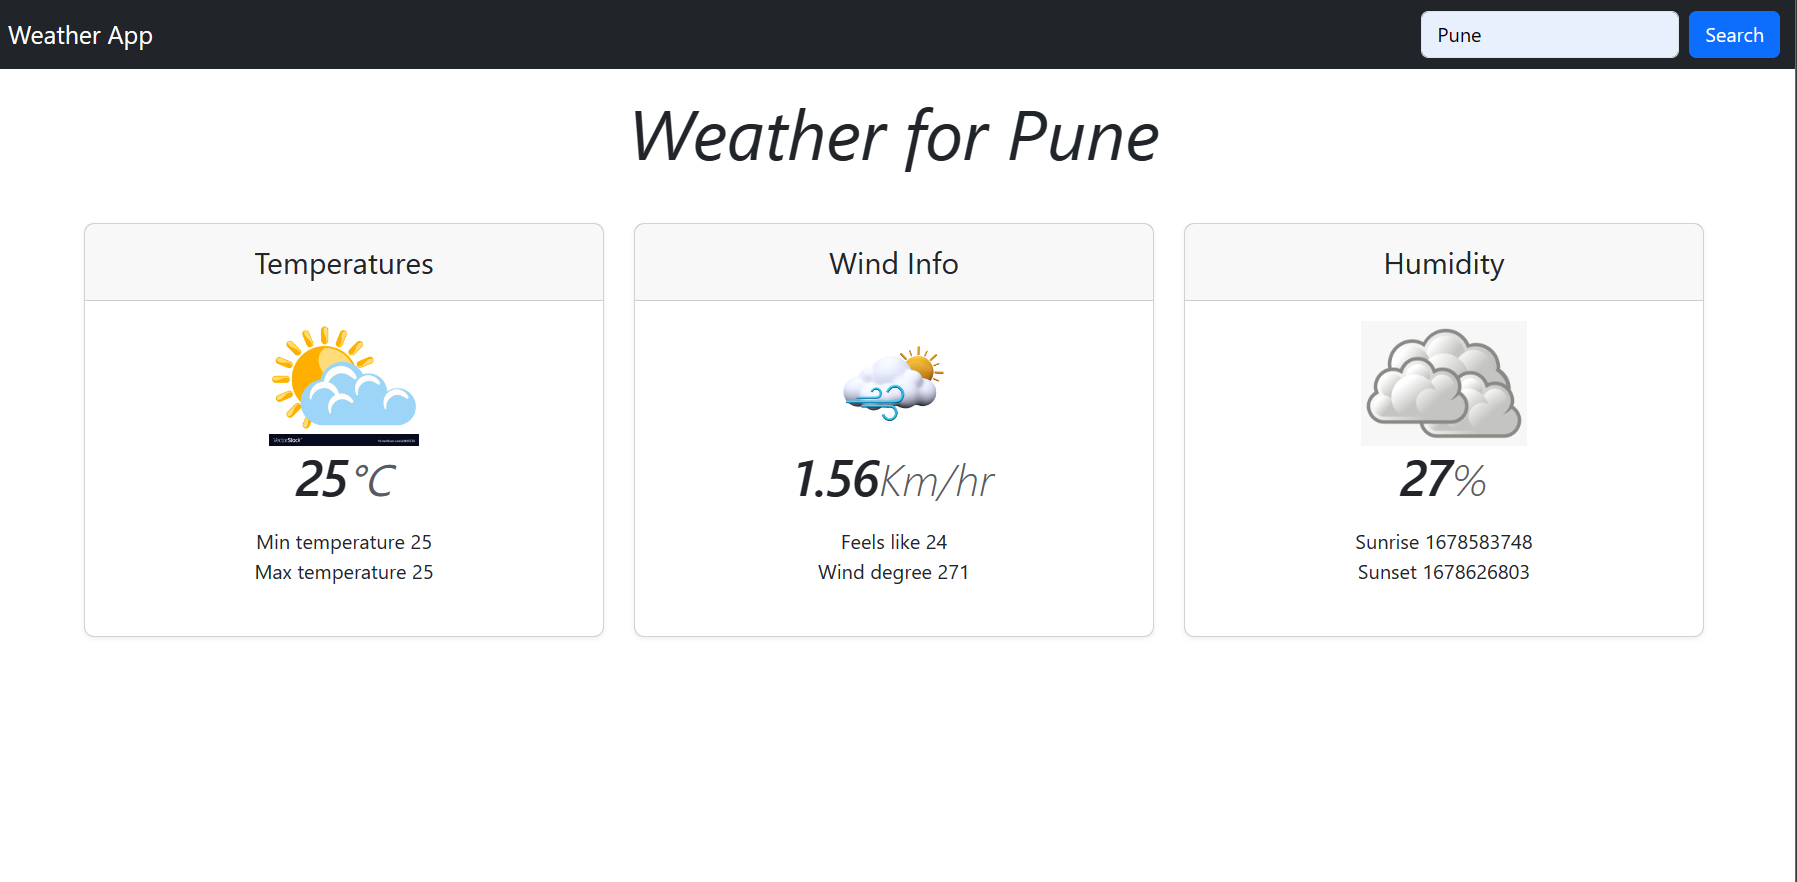 Weather App
Pune
Search
Weather for Pune
Temperatures
VectorStock
25°C
Min temperature 25
Max temperature 25
Wind Info
1.56Km/hr
Feels like 24
Wind degree 271
Humidity
27%
Sunrise 1678583748
Sunset 1678626803